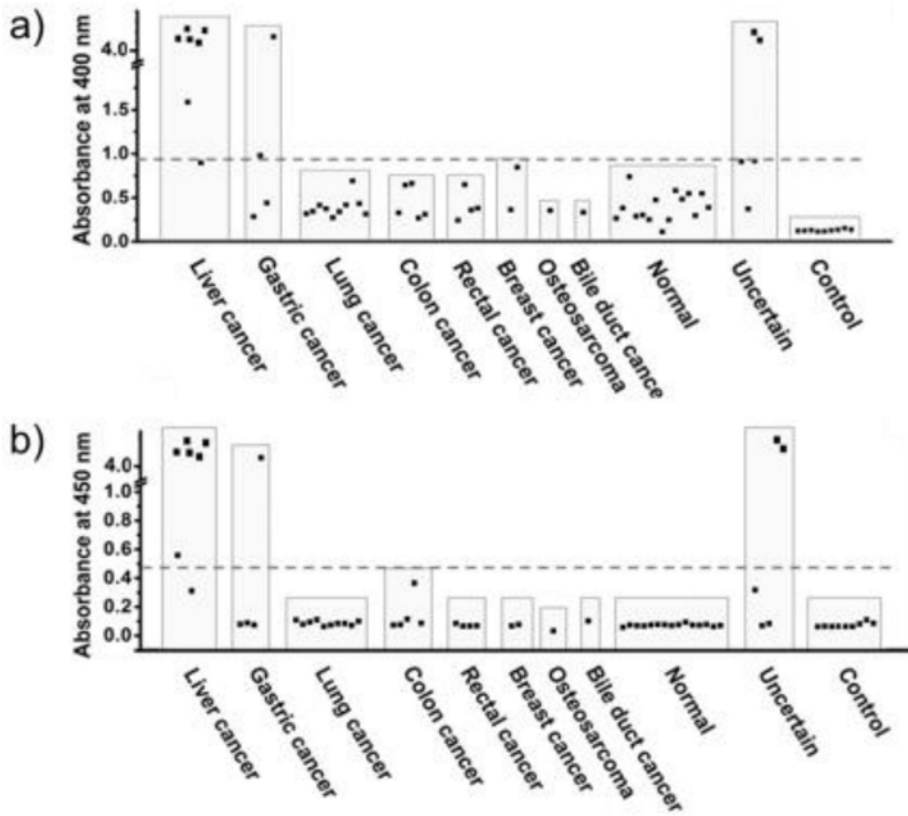 a)
Absorbance at 400 nm
4.0
1.5
1.0
0.5
0.0
Liver cancer
Gastric cancer
Lung cancer
Colon cancer
Rectal cancer
Breast cancer
Osteosarcoma
Bile duct cance
Normal
Uncertain
Control
b)
Absorbance at 450 nm
4.0
1.0
0.8
0.6
0.4
0.2
0.0
Liver cancer
Gastric cancer
Lung cancer
Colon cancer
Rectal cancer
Breast cancer
Osteosarcoma
Bile duct cancer
Normal
Uncertain
Control